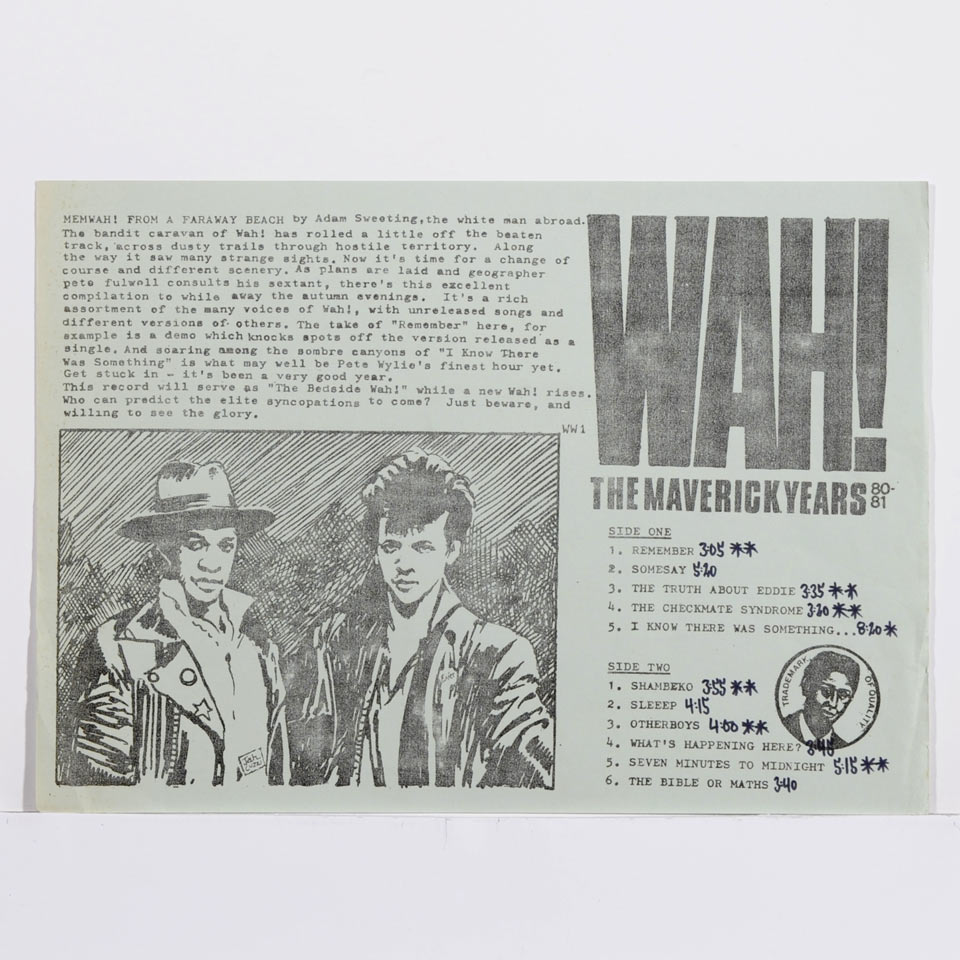 MEMWAH! FROM A FARAWAY BEACH by Adam Sweeting,the white man abroad.
The bandit caravan of Wah! has rolled a little off the beaten
track, across dusty trails through hostile territory. Along
the way it saw many strange sights. Now it's time for a change of
course and different scenery. As plans are laid and geographer
pete fulwell consults his sextant, there's this excellent
compilation to while away the autumn evenings. It's a rich
assortment of the many voices of Wah!, with unreleased songs and
different versions of others. The take of "Remember" here, for
example is a demo which knocks spots off the version released as a
single. And soaring among the sombre canyons of "I Know There
Was Something" is what may well be Pete Wylie's finest hour yet.
Get stuck in - it's been a very good year.
This record will serve as "The Bedside Wah!" while a new Wah! rises.
Who can predict the elite syncopations to come? Just beware, and
willing to see the glory.
WW1
WAH!
THE MAVERICK YEARS 80-
81
SIDE ONE
1. REMEMBER 3:05 **
2. SOMESAY 5:20
3. THE TRUTH ABOUT EDDIE 3:35 **
4. THE CHECKMATE SYNDROME 3:20 **
5. I KNOW THERE WAS SOMETHING...8:20*
SIDE TWO
1. SHAMBEKO 3:55 **
2. SLEEEP 4:15
3. OTHERBOYS 4:00 **
4. WHAT'S HAPPENING HERE? 3:45
5. SEVEN MINUTES TO MIDNIGHT 5:15 **
6. THE BIBLE OR MATHS 3:40
TRADEMARK OF QUALITY